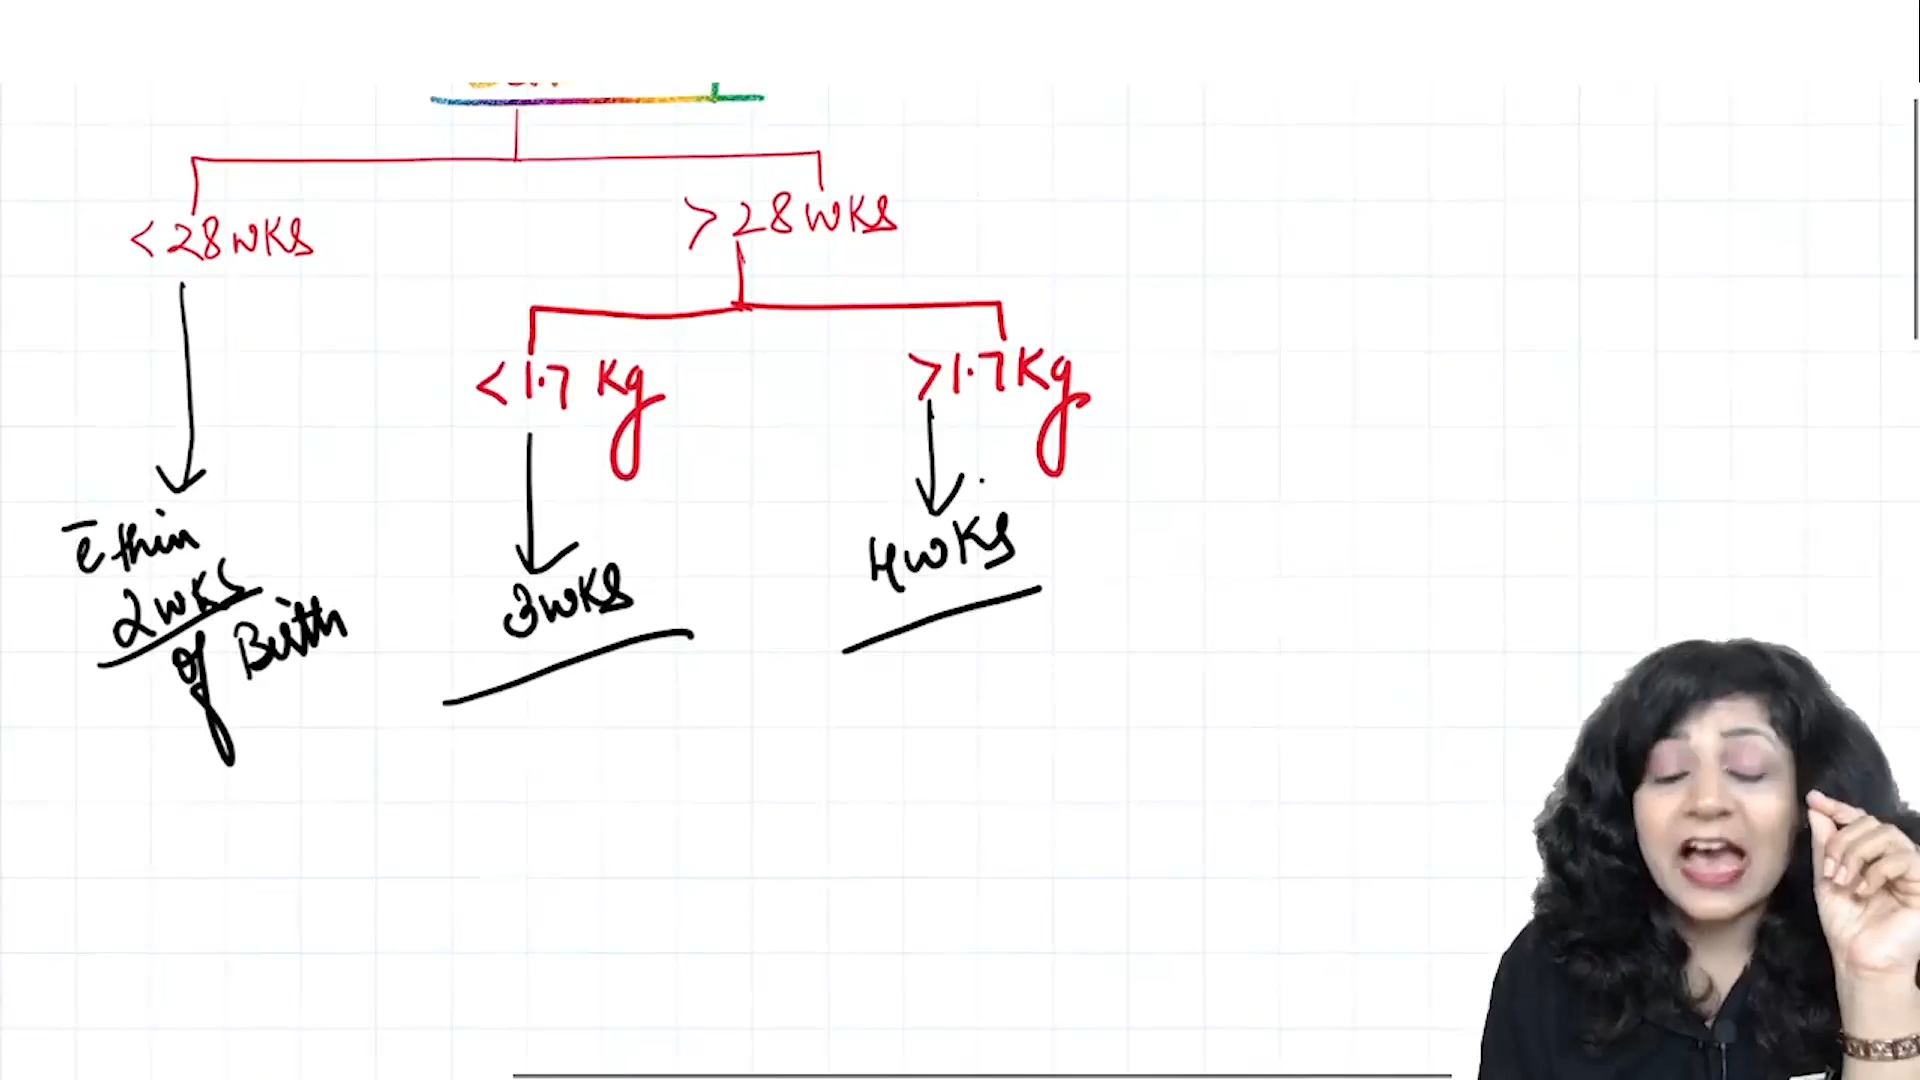 <28 wks
>28 wks
<1.7 Kg
>1.7 Kg
c̄ thin
2 wks
of Birth
3 wks
4 wks